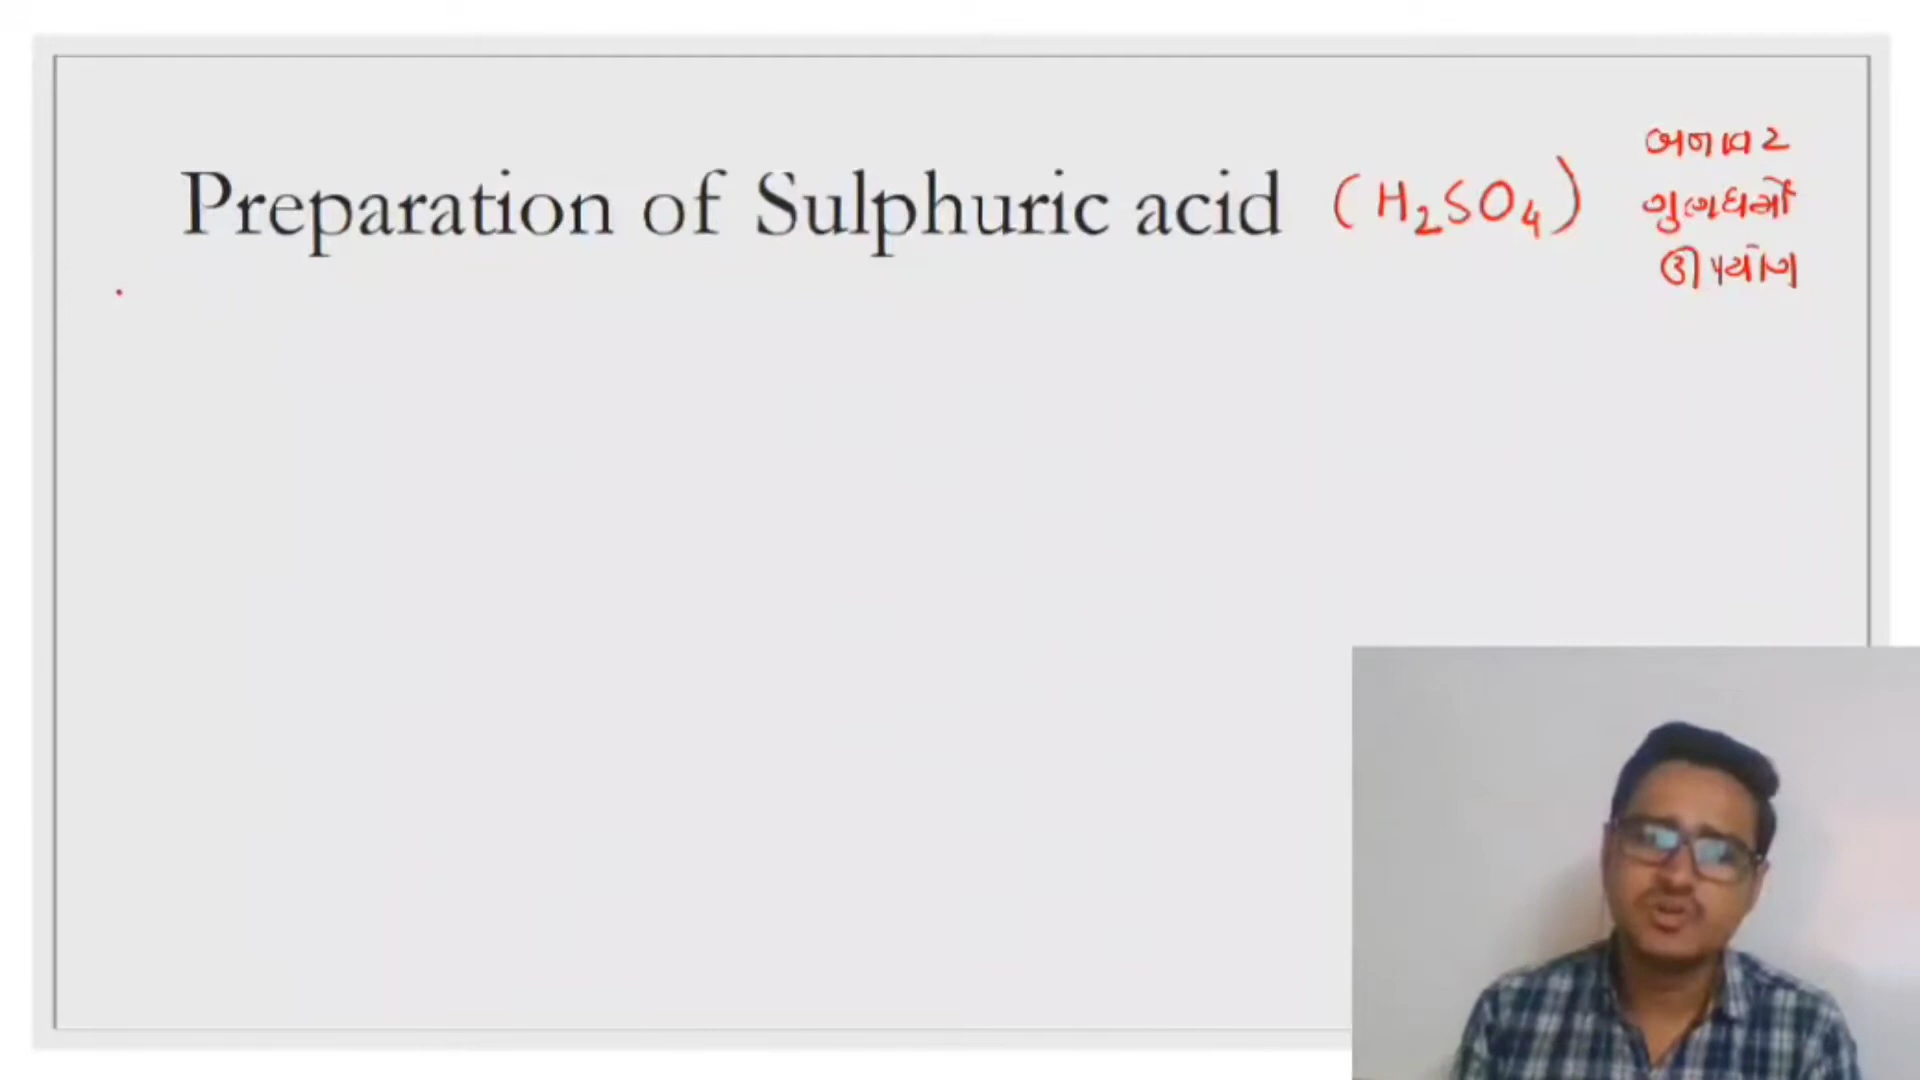 Preparation of Sulphuric acid (H₂SO₄)
બનાવટ
ગુણધર્મો
ઉપયોગ